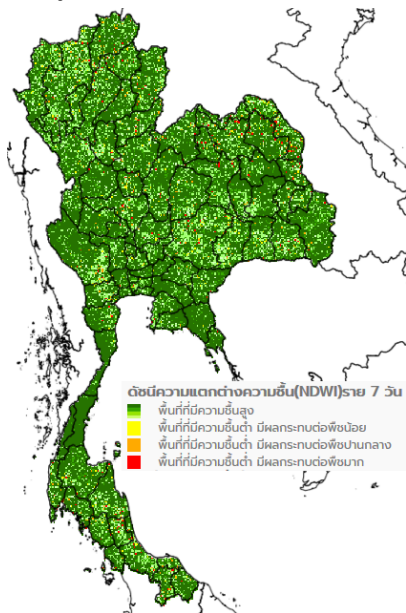 ดัชนีความแตกต่างความชื้น(NDWI)ราย 7 วัน
พื้นที่ที่มีความชื้นสูง
พื้นที่ที่มีความชื้นต่ำ มีผลกระทบต่อพืชน้อย
พื้นที่ที่มีความชื้นต่ำ มีผลกระทบต่อพืชปานกลาง
พื้นที่ที่มีความชื้นต่ำ มีผลกระทบต่อพืชมาก